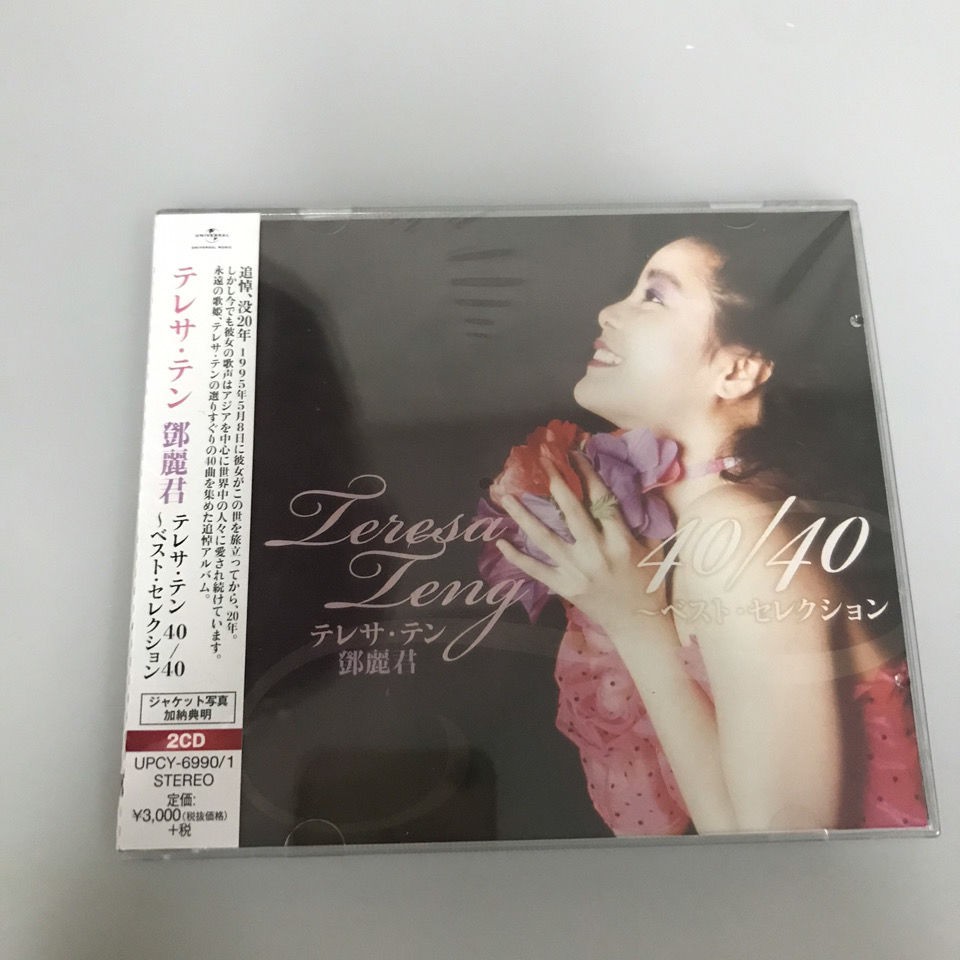 UNIVERSAL
UNIVERSAL MUSIC
テレサ・テン 鄧麗君
テレサ・テン 40/40
～ベスト・セレクション
追悼、没20年
1995年5月8日に彼女がこの世を旅立ってから、20年。
しかし今でも彼女の歌声はアジアを中心に世界中の人々に愛され続けています。
永遠の歌姫、テレサ・テンの選りすぐりの40曲を集めた追悼アルバム。
ジャケット写真
加納典明
2CD
UPCY-6990/1
STEREO
定価:
¥3,000(税抜価格)
+税
Teresa
Teng
テレサ・テン
鄧麗君
40/40
～ベスト・セレクション